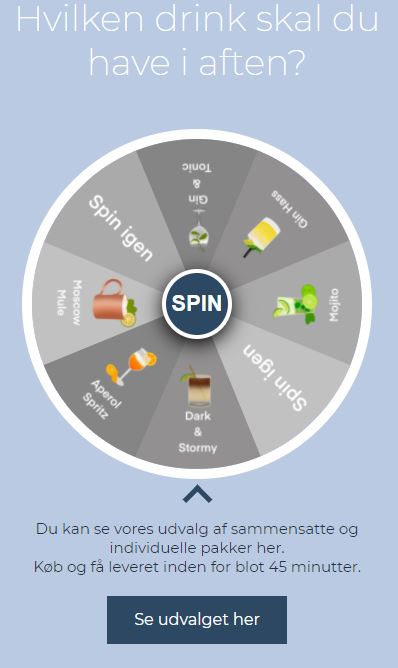 Hvilken drink skal du
have i aften?
Gin
&
Tonic
Gin Hass
Mojito
Spin igen
Dark
&
Stormy
Aperol
Spritz
Moscow
Mule
Spin igen
SPIN
Du kan se vores udvalg af sammensatte og
individuelle pakker her.
Køb og få leveret inden for blot 45 minutter.
Se udvalget her